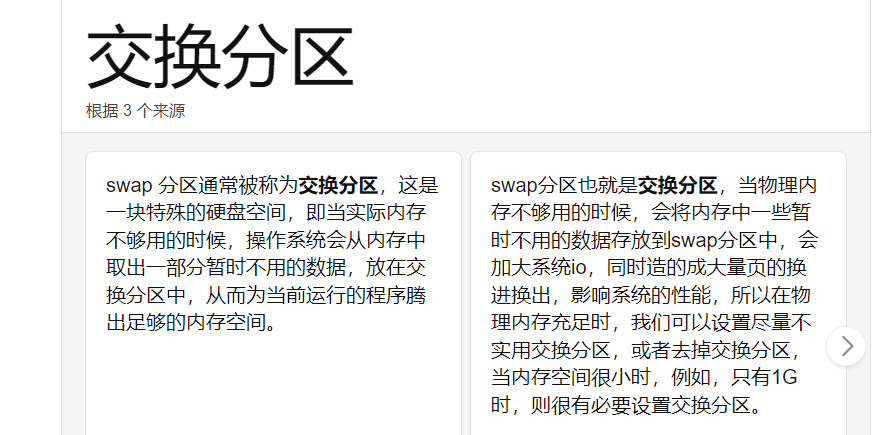 交换分区
根据 3 个来源
swap 分区通常被称为交换分区，这是
一块特殊的硬盘空间，即当实际内存
不够用的时候，操作系统会从内存中
取出一部分暂时不用的数据，放在交
换分区中，从而为当前运行的程序腾
出足够的内存空间。
swap分区也就是交换分区，当物理内
存不够用的时候，会将内存中一些暂
时不用的数据存放到swap分区中，会
加大系统io，同时造的成大量页的换
进换出，影响系统的性能，所以在物
理内存充足时，我们可以设置尽量不
实用交换分区，或者去掉交换分区，
当内存空间很小时，例如，只有1G
时，则很有必要设置交换分区。